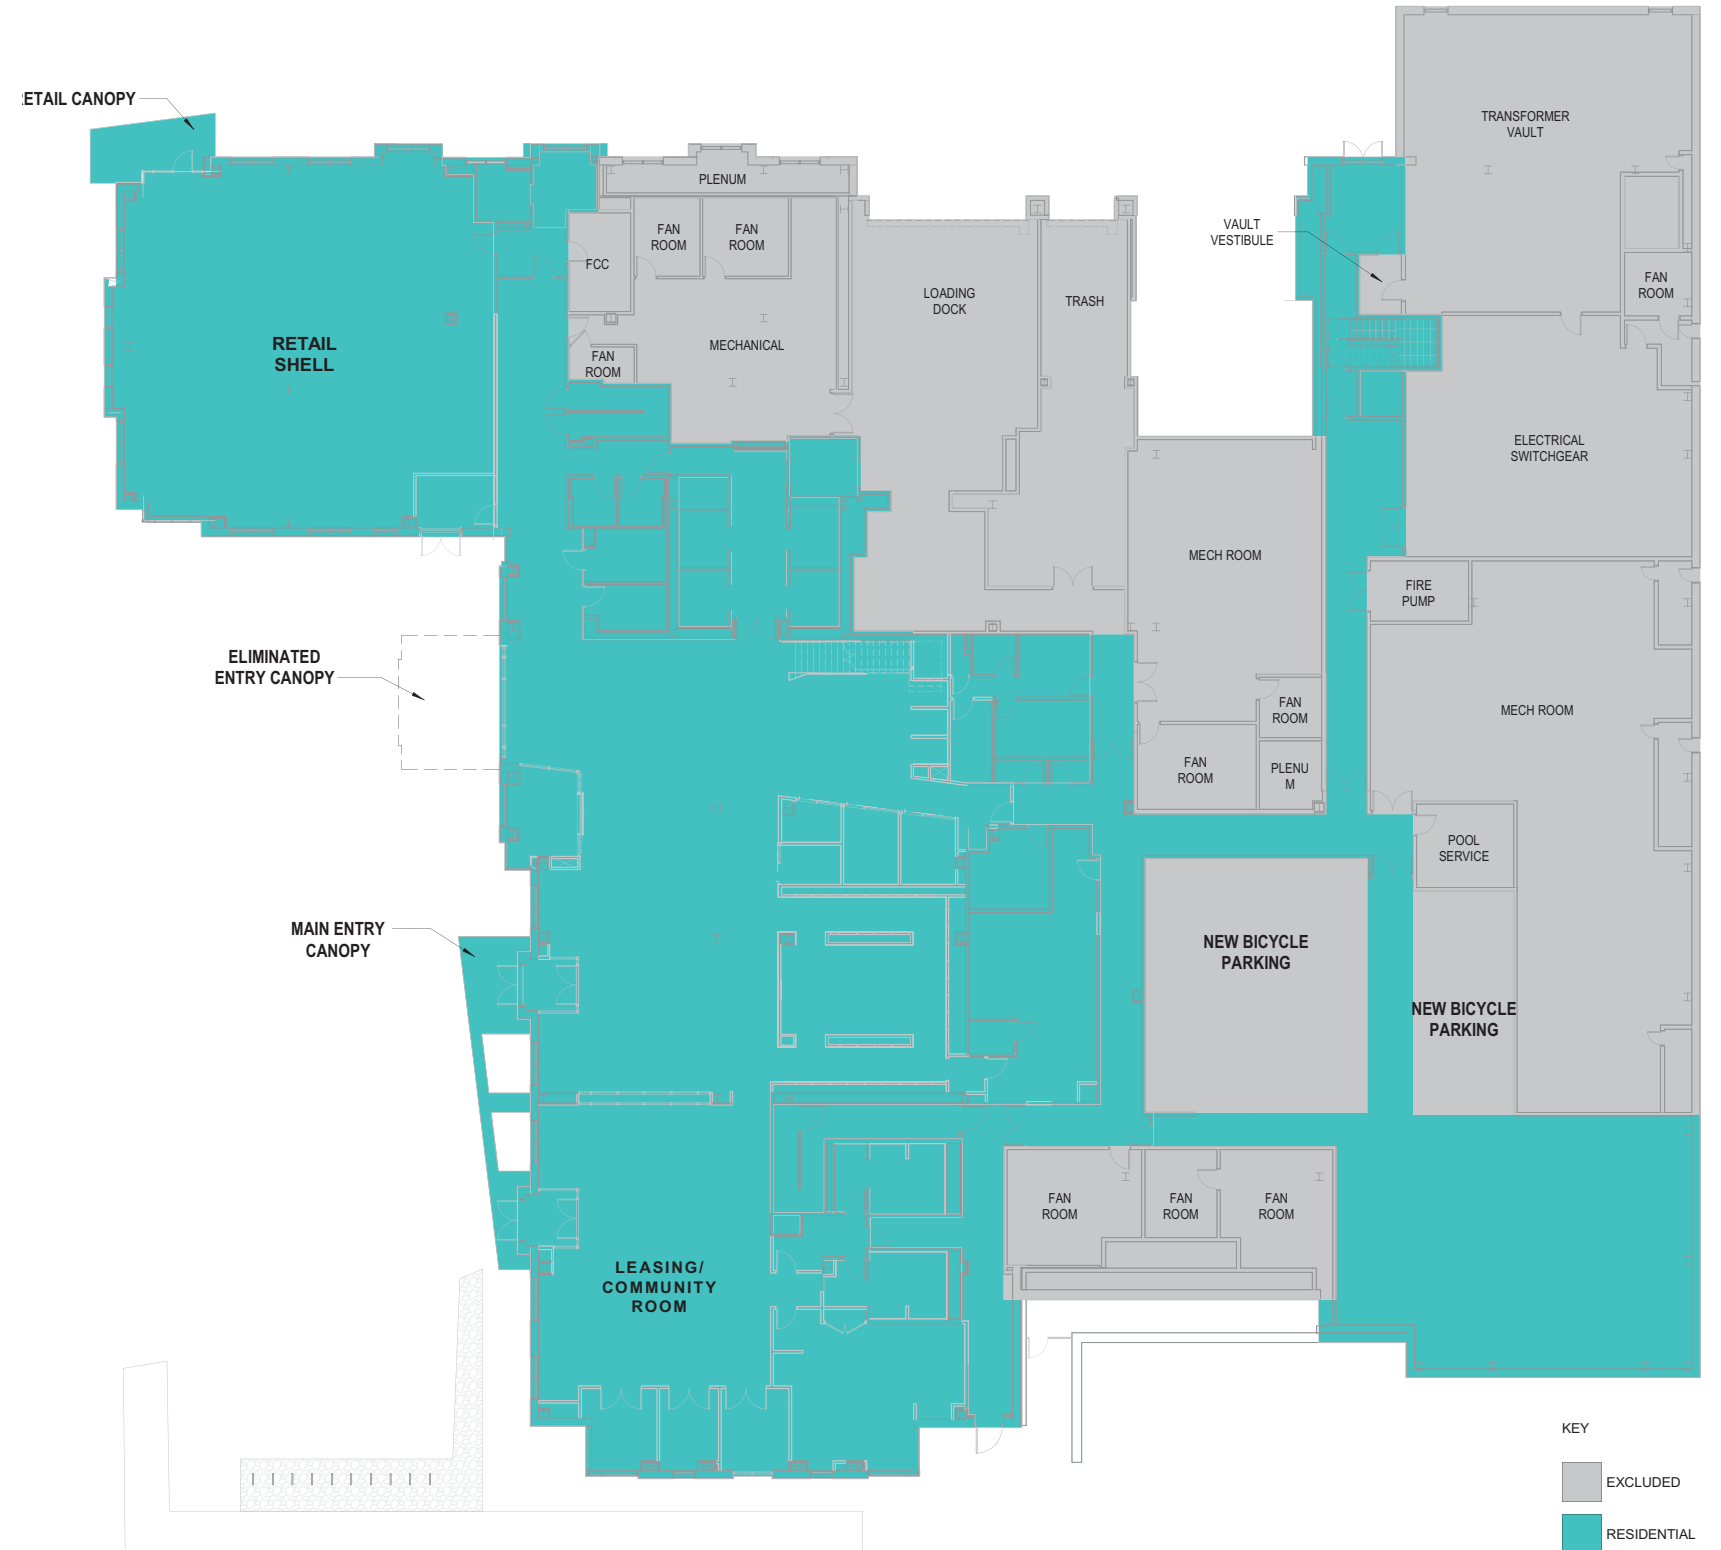 ETAIL CANOPY
TRANSFORMER
VAULT
PLENUM
FAN
ROOM
FAN
ROOM
VAULT
VESTIBULE
FCC
FAN
ROOM
LOADING
DOCK
TRASH
RETAIL
SHELL
MECHANICAL
FAN
ROOM
ELECTRICAL
SWITCHGEAR
MECH ROOM
FIRE
PUMP
ELIMINATED
ENTRY CANOPY
FAN
ROOM
MECH ROOM
FAN
ROOM
PLENU
M
POOL
SERVICE
MAIN ENTRY
CANOPY
NEW BICYCLE
PARKING
NEW BICYCLE
PARKING
FAN
ROOM
FAN
ROOM
FAN
ROOM
LEASING/
COMMUNITY
ROOM
KEY
EXCLUDED
RESIDENTIAL